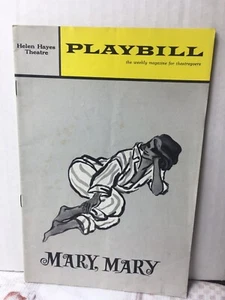 Helen Hayes
Theatre
PLAYBILL
the weekly magazine for theatregoers
MARY, MARY